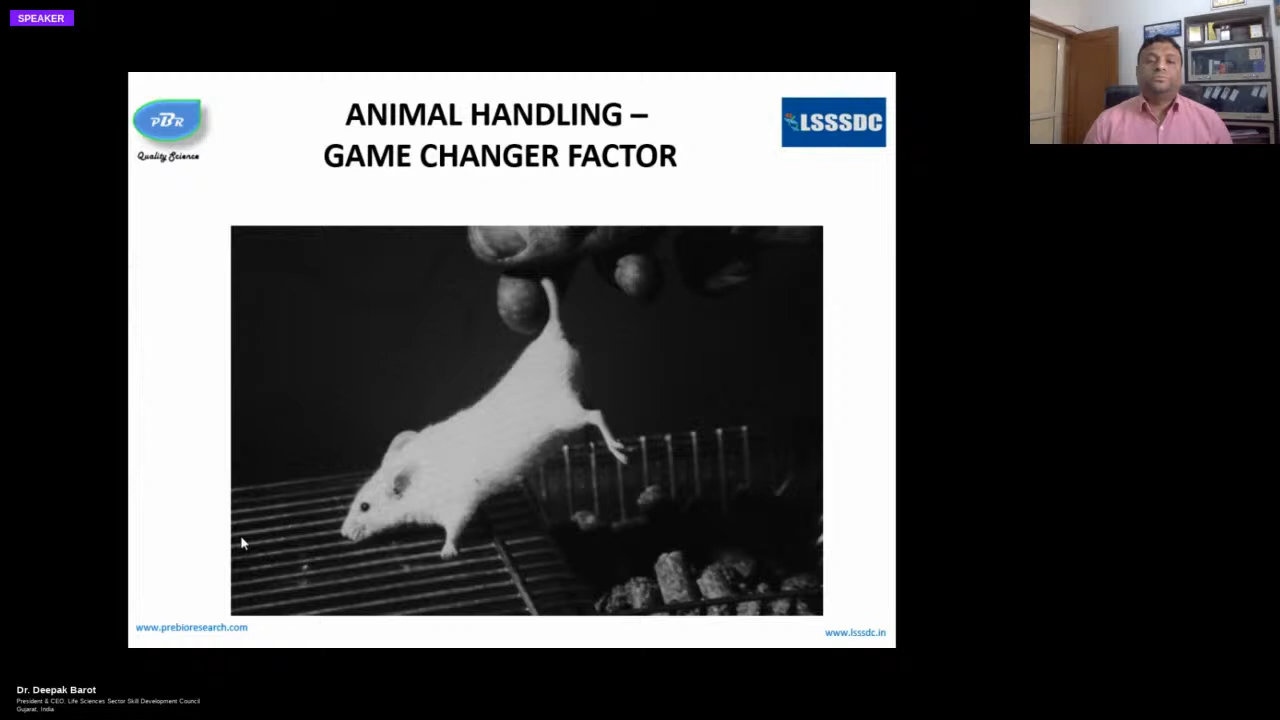 SPEAKER
PBR
Quality Science
ANIMAL HANDLING –
GAME CHANGER FACTOR
LSSSDC
www.prebioresearch.com
www.lsssdc.in
Dr. Deepak Barot
President & CEO, Life Sciences Sector Skill Development Council
Gujarat, India